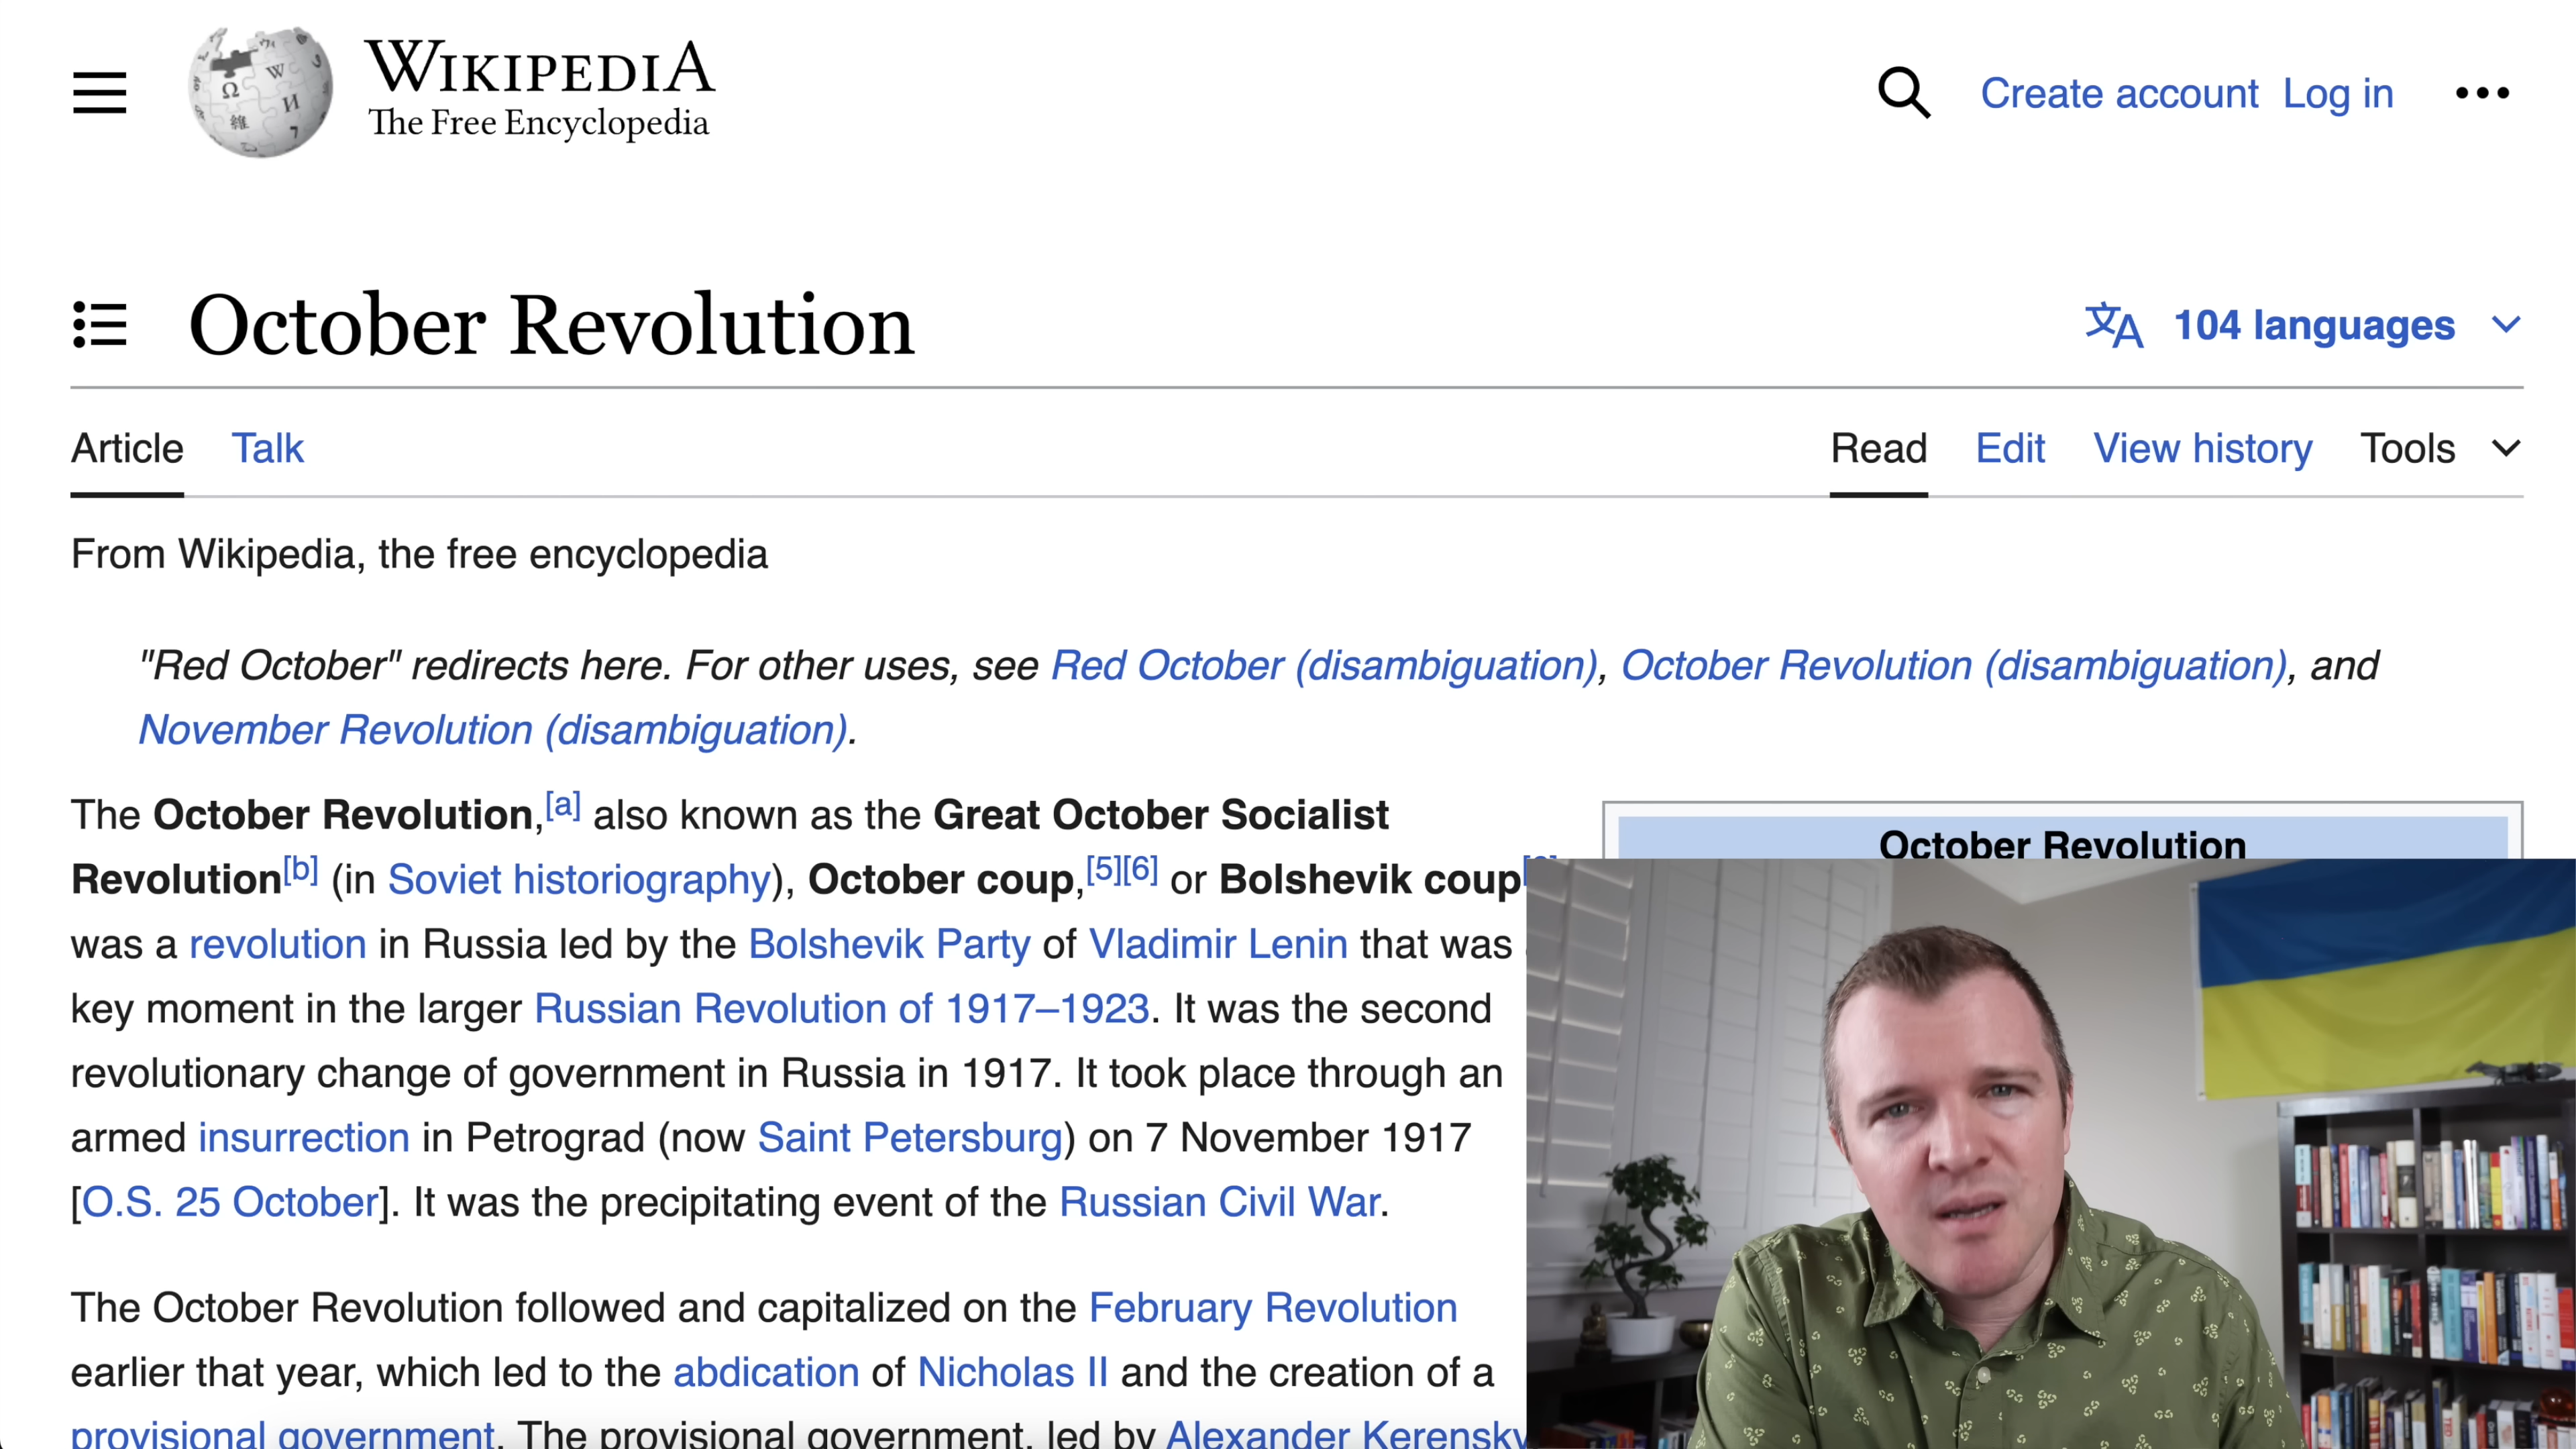 WIKIPEDIA
The Free Encyclopedia
Create account Log in
October Revolution
104 languages
Article Talk
Read Edit View history Tools
From Wikipedia, the free encyclopedia
"Red October" redirects here. For other uses, see Red October (disambiguation), October Revolution (disambiguation), and
November Revolution (disambiguation).
The October Revolution,[a] also known as the Great October Socialist
Revolution[b] (in Soviet historiography), October coup,[5][6] or Bolshevik coup
was a revolution in Russia led by the Bolshevik Party of Vladimir Lenin that was
key moment in the larger Russian Revolution of 1917–1923. It was the second
revolutionary change of government in Russia in 1917. It took place through an
armed insurrection in Petrograd (now Saint Petersburg) on 7 November 1917
[O.S. 25 October]. It was the precipitating event of the Russian Civil War.
The October Revolution followed and capitalized on the February Revolution
earlier that year, which led to the abdication of Nicholas II and the creation of a
provisional government. The provisional government, led by Alexander Kerensky
October Revolution